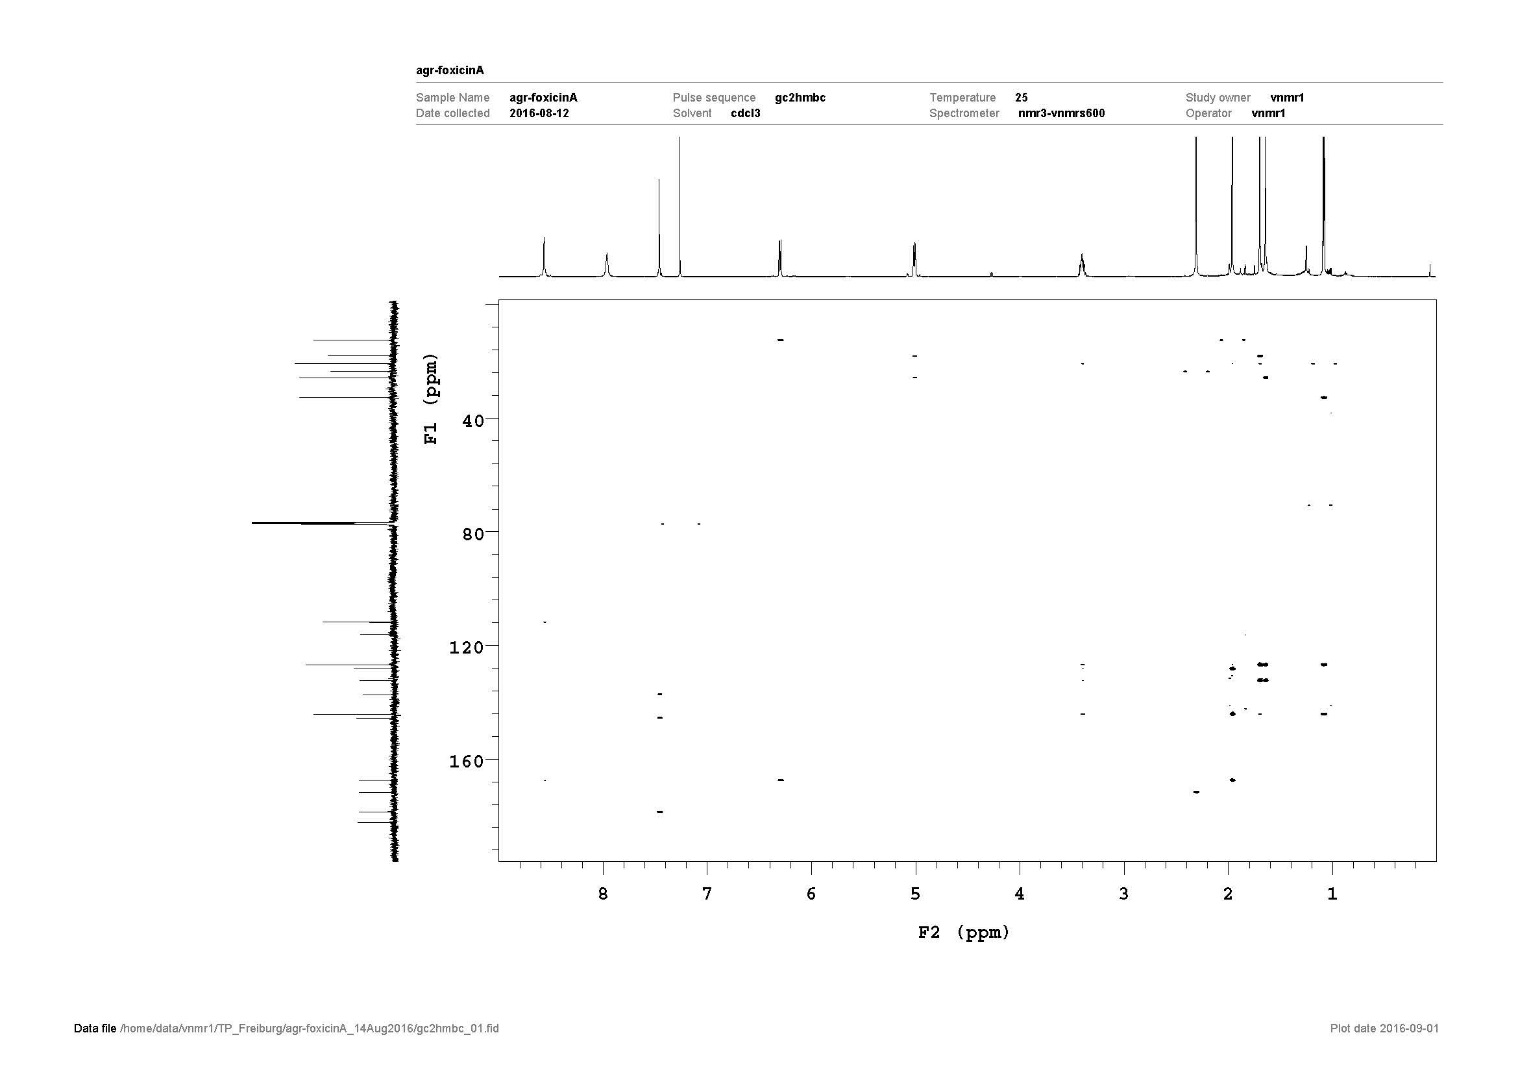 agr-foxicinA
Sample Name agr-foxicinA Pulse sequence gc2hmbc Temperature 25 Study owner vnmr1
Date collected 2016-08-12 Solvent cdcl3 Spectrometer nmr3-vnmrs600 Operator vnmr1
F1 (ppm)
40
80
120
160
8 7 6 5 4 3 2 1
F2 (ppm)
Data file /home/data/vnmr1/TP_Freiburg/agr-foxicinA_14Aug2016/gc2hmbc_01.fid Plot date 2016-09-01